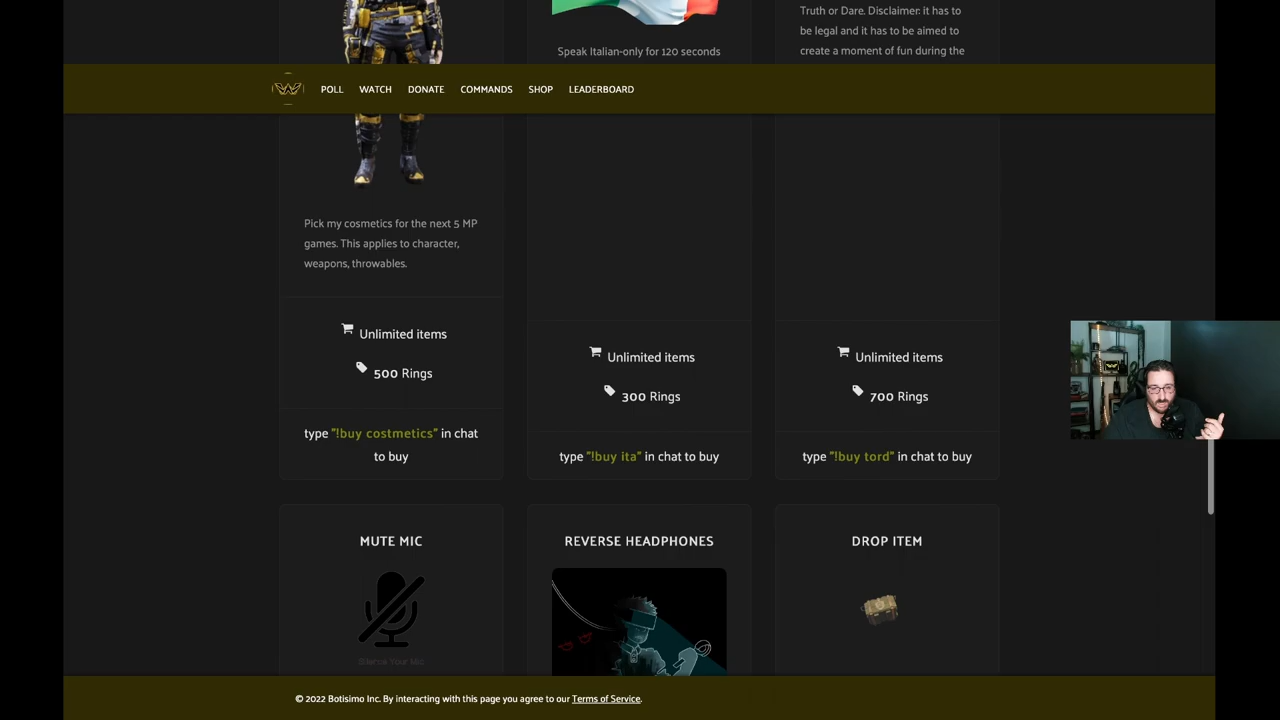 Truth or Dare. Disclaimer: it has to
be legal and it has to be aimed to
create a moment of fun during the
Speak Italian-only for 120 seconds
POLL WATCH DONATE COMMANDS SHOP LEADERBOARD
Pick my cosmetics for the next 5 MP
games. This applies to character,
weapons, throwables.
Unlimited items
500 Rings
type "!buy costmetics" in chat
to buy
Unlimited items
300 Rings
type "!buy ita" in chat to buy
Unlimited items
700 Rings
type "!buy tord" in chat to buy
MUTE MIC
Silence Your Mic
REVERSE HEADPHONES
DROP ITEM
© 2022 Botisimo Inc. By interacting with this page you agree to our Terms of Service.